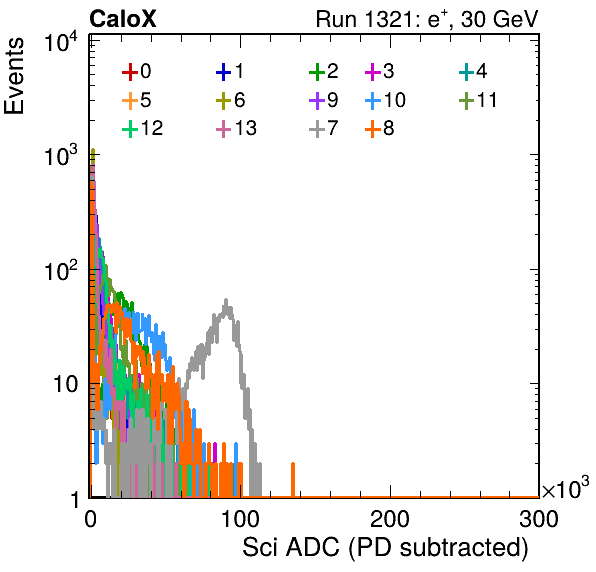 CaloX Run 1321: e⁺, 30 GeV
10⁴
Events
0 1 2 3 4
5 6 9 10 11
12 13 7 8
10³
10²
10
1
0 100 200 300
×10³
Sci ADC (PD subtracted)